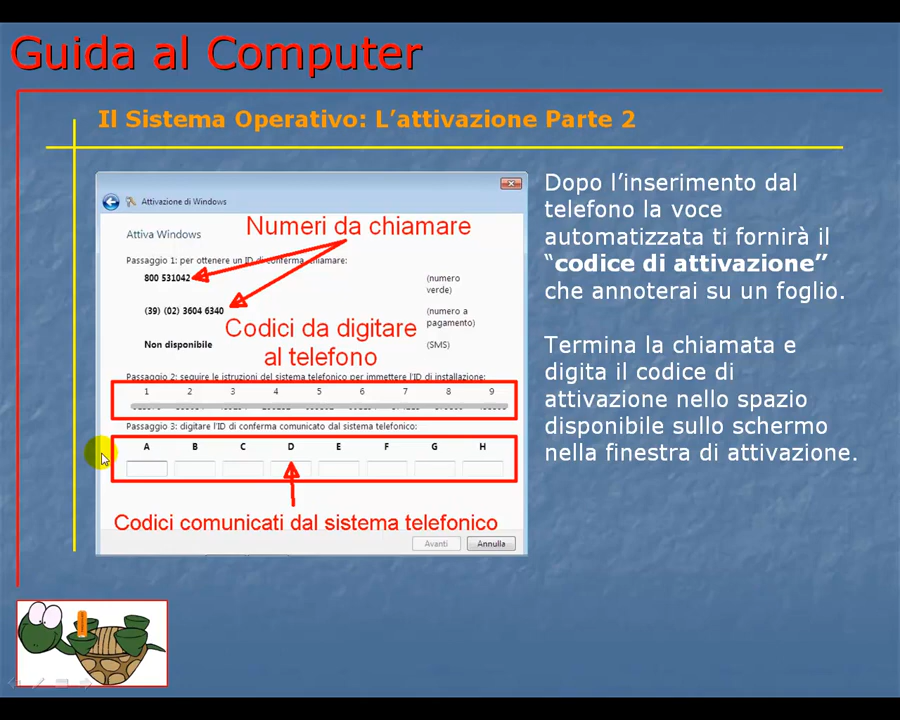 Guida al Computer
Il Sistema Operativo: L'attivazione Parte 2
Attivazione di Windows
Attiva Windows
Numeri da chiamare
Passaggio 1: per ottenere un ID di conferma, chiamare:
800 531042
(numero
verde)
(39) (02) 3604 6340
(numero a
pagamento)
Codici da digitare
al telefono
Non disponibile
(SMS)
Passaggio 2: seguire le istruzioni del sistema telefonico per immettere l'ID di installazione:
1 2 3 4 5 6 7 8 9
Passaggio 3: digitare l'ID di conferma comunicato dal sistema telefonico:
A B C D E F G H
Codici comunicati dal sistema telefonico
Avanti
Annulla
Dopo l'inserimento dal
telefono la voce
automatizzata ti fornirà il
“codice di attivazione”
che annoterai su un foglio.
Termina la chiamata e
digita il codice di
attivazione nello spazio
disponibile sullo schermo
nella finestra di attivazione.